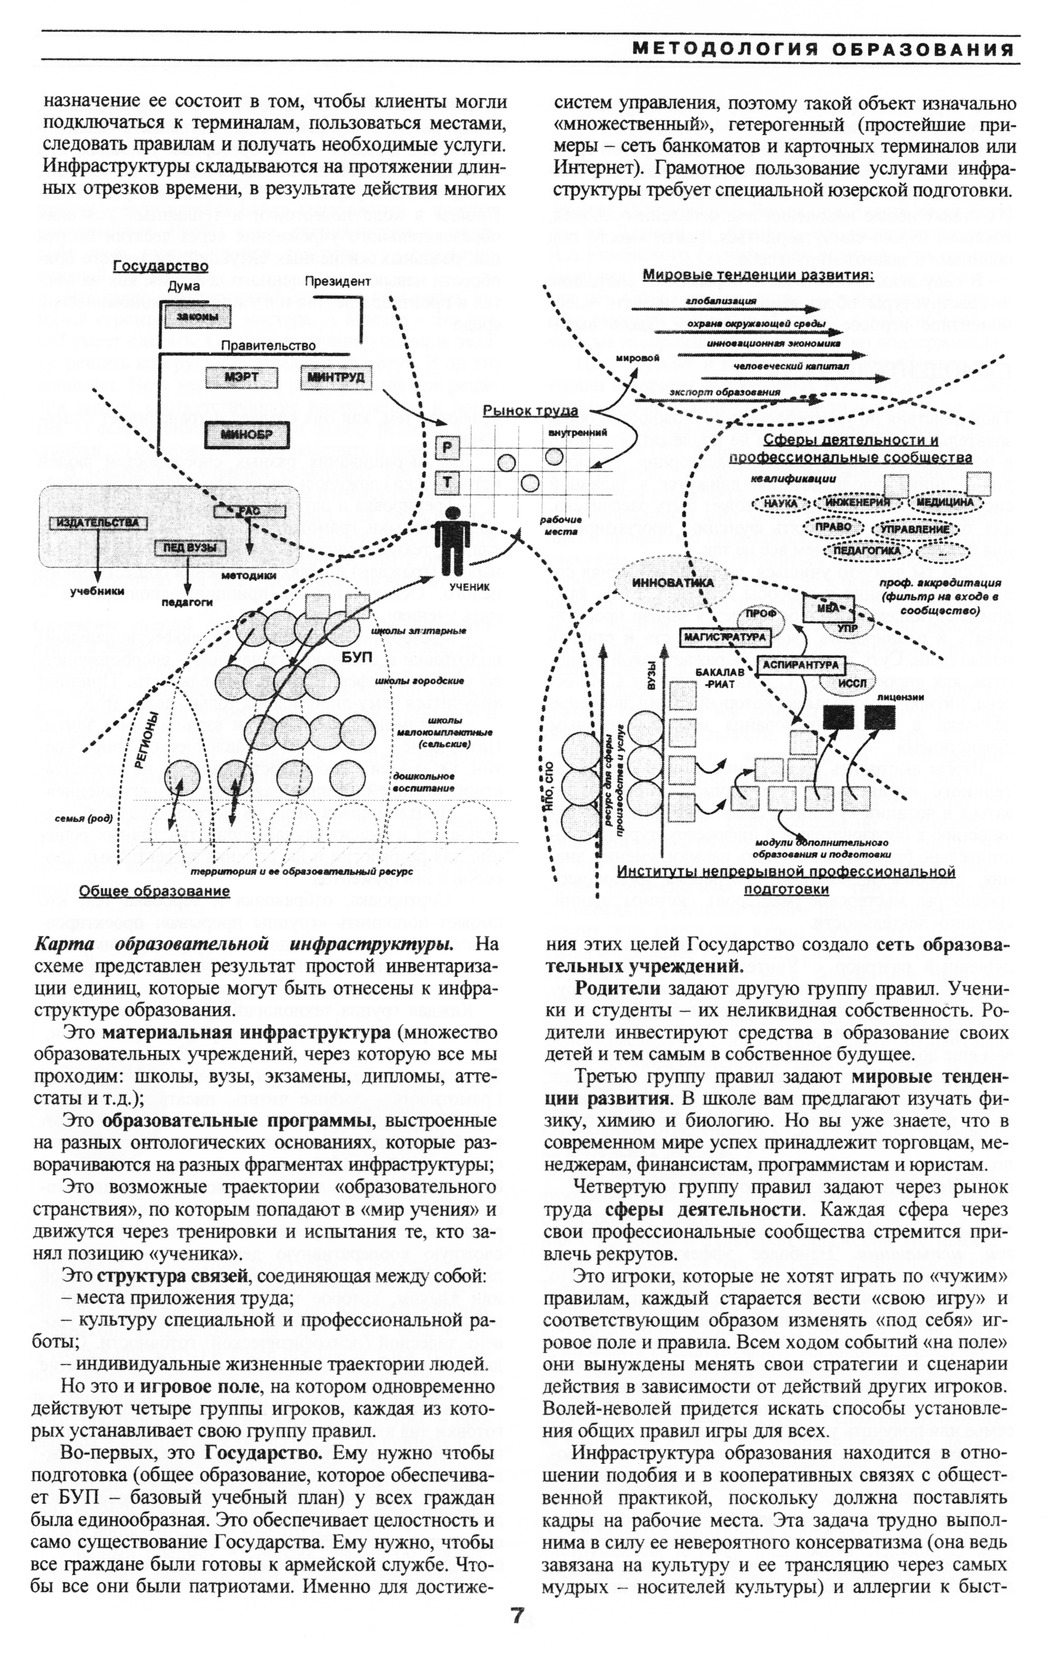 МЕТОДОЛОГИЯ ОБРАЗОВАНИЯ
назначение ее состоит в том, чтобы клиенты могли
подключаться к терминалам, пользоваться местами,
следовать правилам и получать необходимые услуги.
Инфраструктуры складываются на протяжении длин-
ных отрезков времени, в результате действия многих
систем управления, поэтому такой объект изначально
«множественный», гетерогенный (простейшие при-
меры – сеть банкоматов и карточных терминалов или
Интернет). Грамотное пользование услугами инфра-
структуры требует специальной юзерской подготовки.
Государство
Дума
Президент
законы
Правительство
МЭРТ
МИНТРУД
МИНОБР
ИЗДАТЕЛЬСТВА
РАО
ПЕД ВУЗЫ
учебники
педагоги
методики
Мировые тенденции развития:
глобализация
охрана окружающей среды
инновационная экономика
человеческий капитал
экспорт образования
мировой
Рынок труда
внутренний
Р
Т
рабочие
места
УЧЕНИК
Сферы деятельности и
профессиональные сообщества
квалификации
НАУКА
ИНЖЕНЕРИЯ
МЕДИЦИНА
ПРАВО
УПРАВЛЕНИЕ
ПЕДАГОГИКА
...
проф. аккредитация
(фильтр на входе в
сообщество)
ИННОВАТИКА
ПРОФ
МВА
УПР
МАГИСТРАТУРА
АСПИРАНТУРА
ИССЛ
БАКАЛАВ
-РИАТ
лицензии
ВУЗЫ
НПО, СПО
ресурс для сферы
производства и услуг
модули дополнительного
образования и подготовки
Институты непрерывной профессиональной
подготовки
школы элитарные
БУП
школы городские
школы
малокомплектные
(сельские)
дошкольное
воспитание
РЕГИОНЫ
семья (род)
территория и ее образовательный ресурс
Общее образование
Карта образовательной инфраструктуры. На
схеме представлен результат простой инвентариза-
ции единиц, которые могут быть отнесены к инфра-
структуре образования.
Это материальная инфраструктура (множество
образовательных учреждений, через которую все мы
проходим: школы, вузы, экзамены, дипломы, атте-
статы и т.д.);
Это образовательные программы, выстроенные
на разных онтологических основаниях, которые раз-
ворачиваются на разных фрагментах инфраструктуры;
Это возможные траектории «образовательного
странствия», по которым попадают в «мир учения» и
движутся через тренировки и испытания те, кто за-
нял позицию «ученика».
Это структура связей, соединяющая между собой:
– места приложения труда;
– культуру специальной и профессиональной ра-
боты;
– индивидуальные жизненные траектории людей.
Но это и игровое поле, на котором одновременно
действуют четыре группы игроков, каждая из кото-
рых устанавливает свою группу правил.
Во-первых, это Государство. Ему нужно чтобы
подготовка (общее образование, которое обеспечива-
ет БУП – базовый учебный план) у всех граждан
была единообразная. Это обеспечивает целостность и
само существование Государства. Ему нужно, чтобы
все граждане были готовы к армейской службе. Что-
бы все они были патриотами. Именно для достиже-
ния этих целей Государство создало сеть образова-
тельных учреждений.
Родители задают другую группу правил. Учени-
ки и студенты – их неликвидная собственность. Ро-
дители инвестируют средства в образование своих
детей и тем самым в собственное будущее.
Третью группу правил задают мировые тенден-
ции развития. В школе вам предлагают изучать фи-
зику, химию и биологию. Но вы уже знаете, что в
современном мире успех принадлежит торговцам, ме-
неджерам, финансистам, программистам и юристам.
Четвертую группу правил задают через рынок
труда сферы деятельности. Каждая сфера через
свои профессиональные сообщества стремится при-
влечь рекрутов.
Это игроки, которые не хотят играть по «чужим»
правилам, каждый старается вести «свою игру» и
соответствующим образом изменять «под себя» иг-
ровое поле и правила. Всем ходом событий «на поле»
они вынуждены менять свои стратегии и сценарии
действия в зависимости от действий других игроков.
Волей-неволей придется искать способы установле-
ния общих правил игры для всех.
Инфраструктура образования находится в отно-
шении подобия и в кооперативных связях с общест-
венной практикой, поскольку должна поставлять
кадры на рабочие места. Эта задача трудно выпол-
нима в силу ее невероятного консерватизма (она ведь
завязана на культуру и ее трансляцию через самых
мудрых – носителей культуры) и аллергии к быст-
7